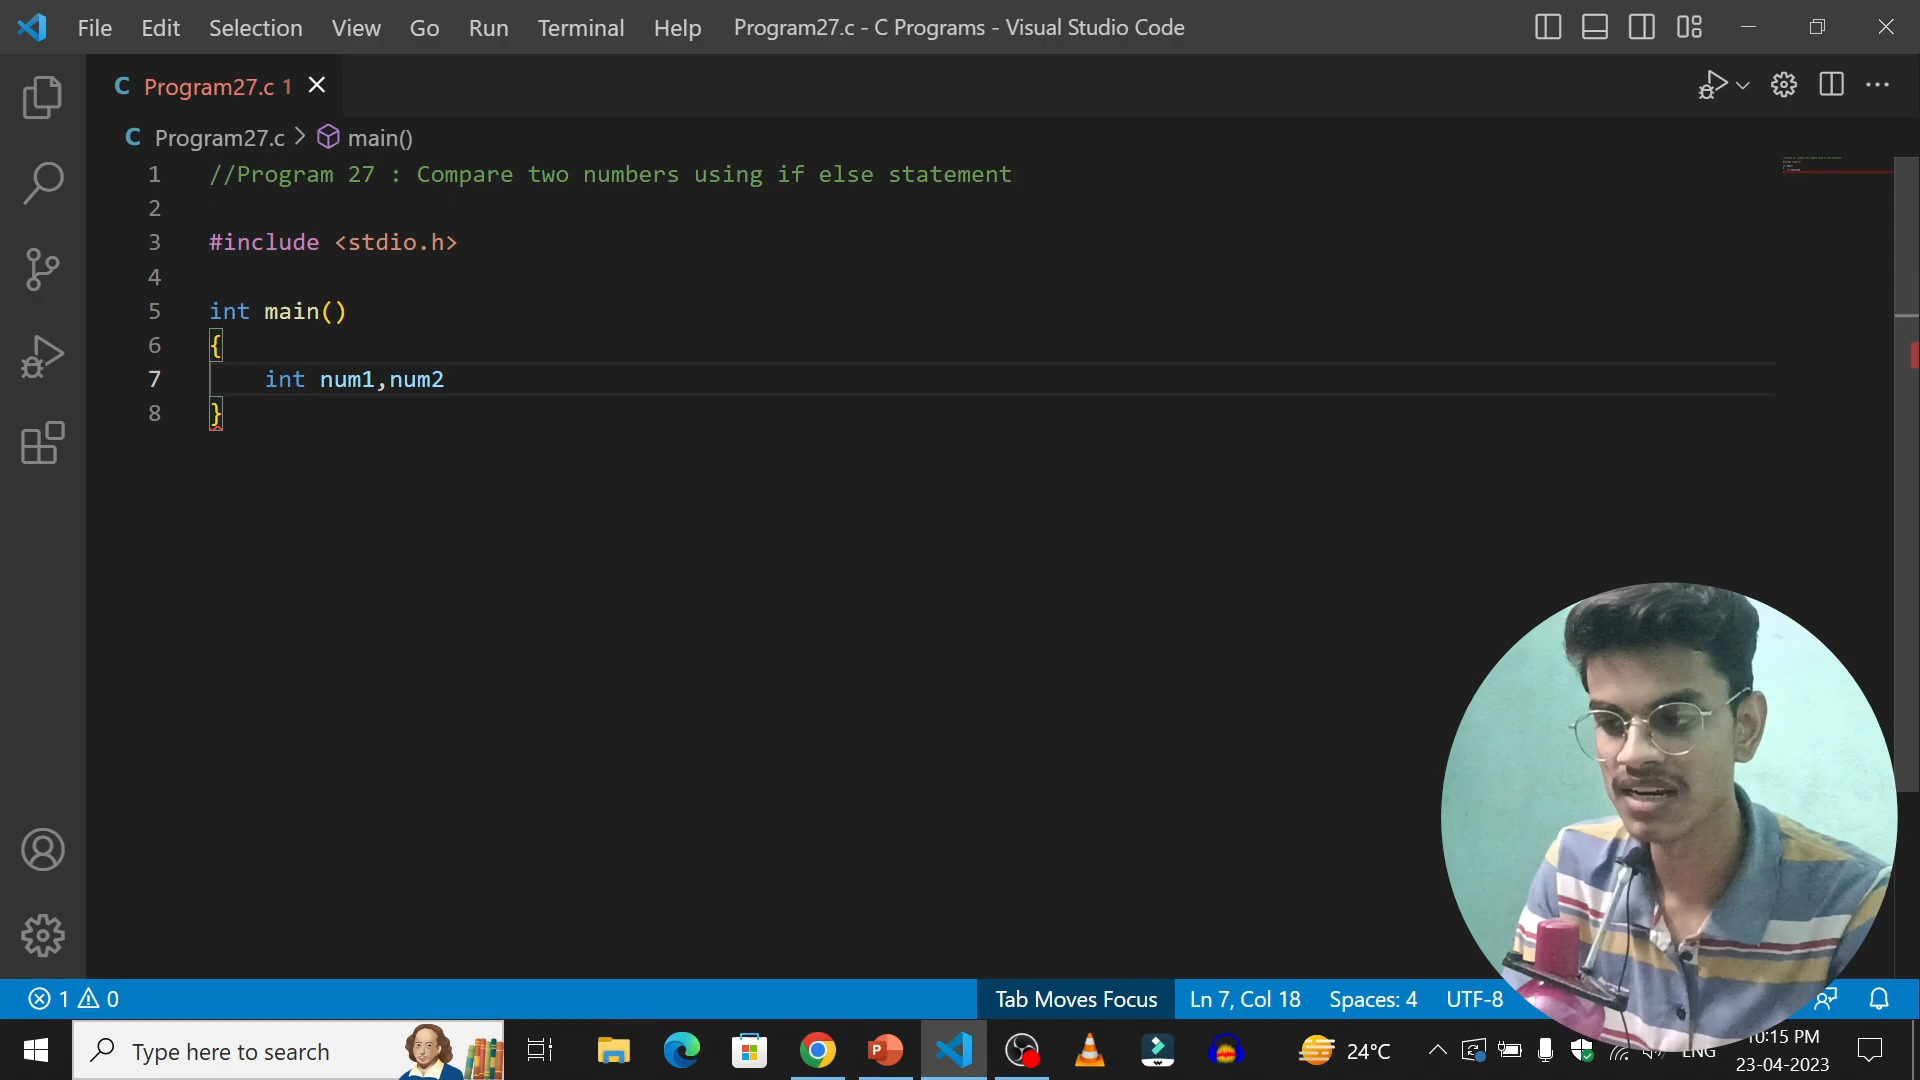 File Edit Selection View Go Run Terminal Help Program27.c - C Programs - Visual Studio Code
C Program27.c 1
C Program27.c > main()
1 //Program 27 : Compare two numbers using if else statement
2
3 #include <stdio.h>
4
5 int main()
6 {
7 int num1,num2
8 }
1 0 Tab Moves Focus Ln 7, Col 18 Spaces: 4 UTF-8
Type here to search 24°C ENG 10:15 PM
23-04-2023